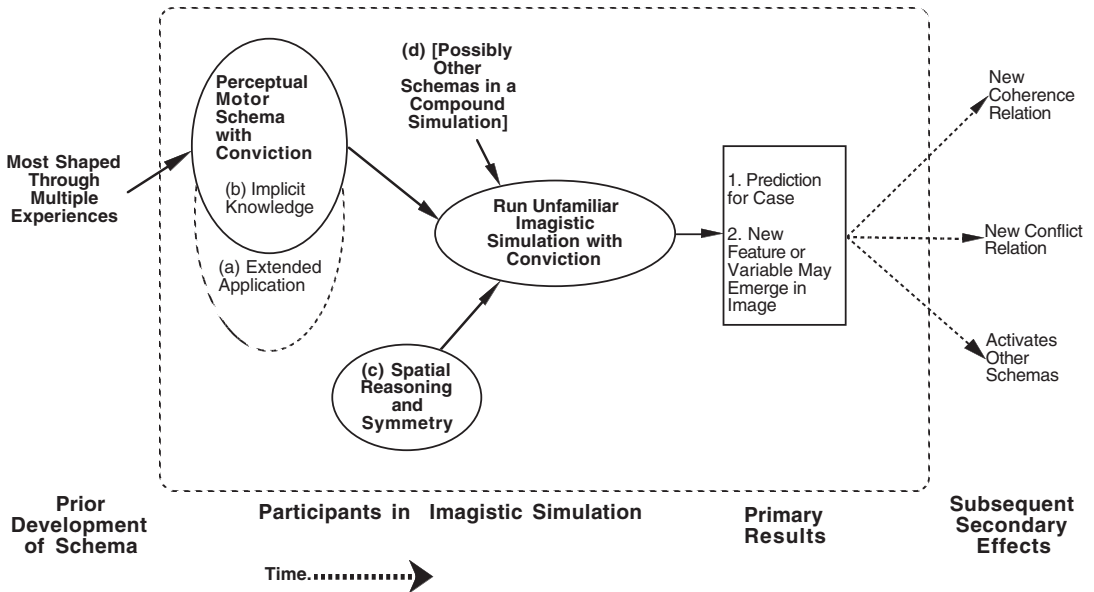 Most Shaped
Through
Multiple
Experiences
Perceptual
Motor
Schema
with
Conviction
(b) Implicit
Knowledge
(a) Extended
Application
(d) [Possibly
Other
Schemas in a
Compound
Simulation]
Run Unfamiliar
Imagistic
Simulation with
Conviction
(c) Spatial
Reasoning
and
Symmetry
1. Prediction
for Case
2. New
Feature or
Variable May
Emerge in
Image
New
Coherence
Relation
New Conflict
Relation
Activates
Other
Schemas
Prior
Development
of Schema
Participants in Imagistic Simulation
Primary
Results
Subsequent
Secondary
Effects
Time